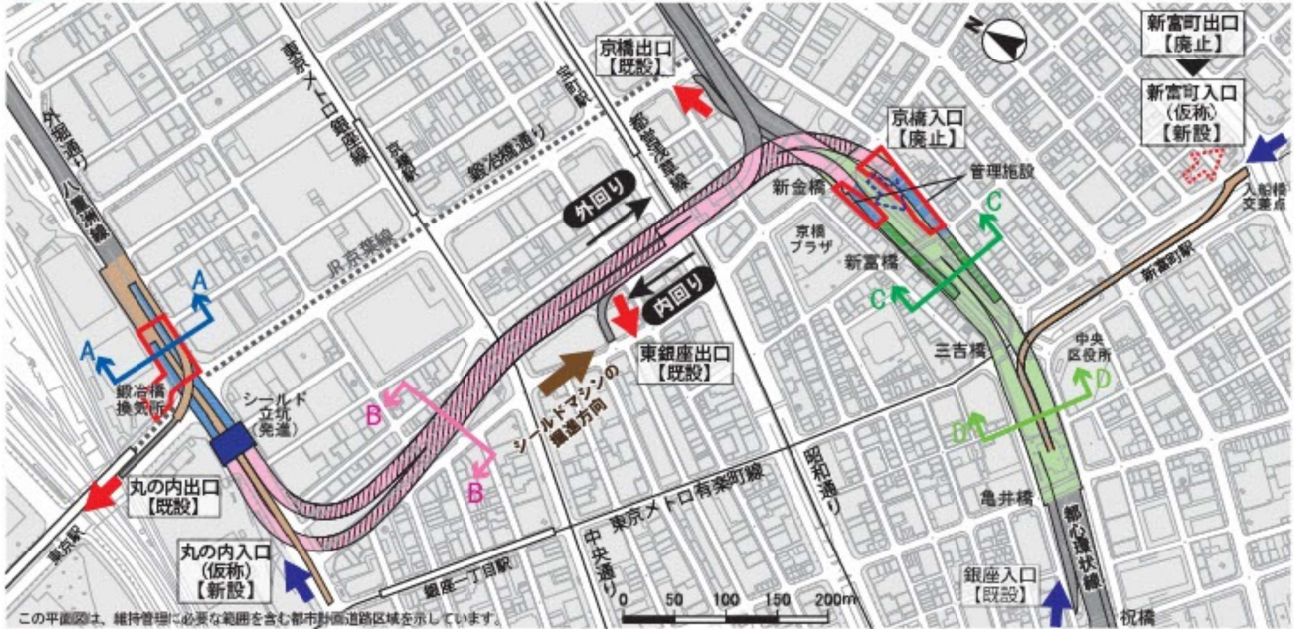 新富町出口
【廃止】
新富町入口
(仮称)
【新設】
入船橋
交差点
新富町駅
京橋出口
【既設】
京橋入口
【廃止】
管理施設
新金橋
京橋
プラザ
新富橋
三吉橋
中央
区役所
亀井橋
都心環状線
銀座入口
【既設】
祝橋
N
外堀通り
八重洲線
東京メトロ銀座線
京橋駅
宝町駅
都営浅草線
鍛冶橋通り
JR京葉線
外回り
内回り
東銀座出口
【既設】
シールドマシンの
掘進方向
A
A
B
B
C
C
D
D
鍛冶橋
換気所
シールド
立坑
(発進)
丸の内出口
【既設】
東京駅
丸の内入口
(仮称)
【新設】
銀座一丁目駅
東京メトロ有楽町線
中央通り
昭和通り
0 50 100 150 200m
この平面図は、維持管理に必要な範囲を含む都市計画道路区域を示しています。